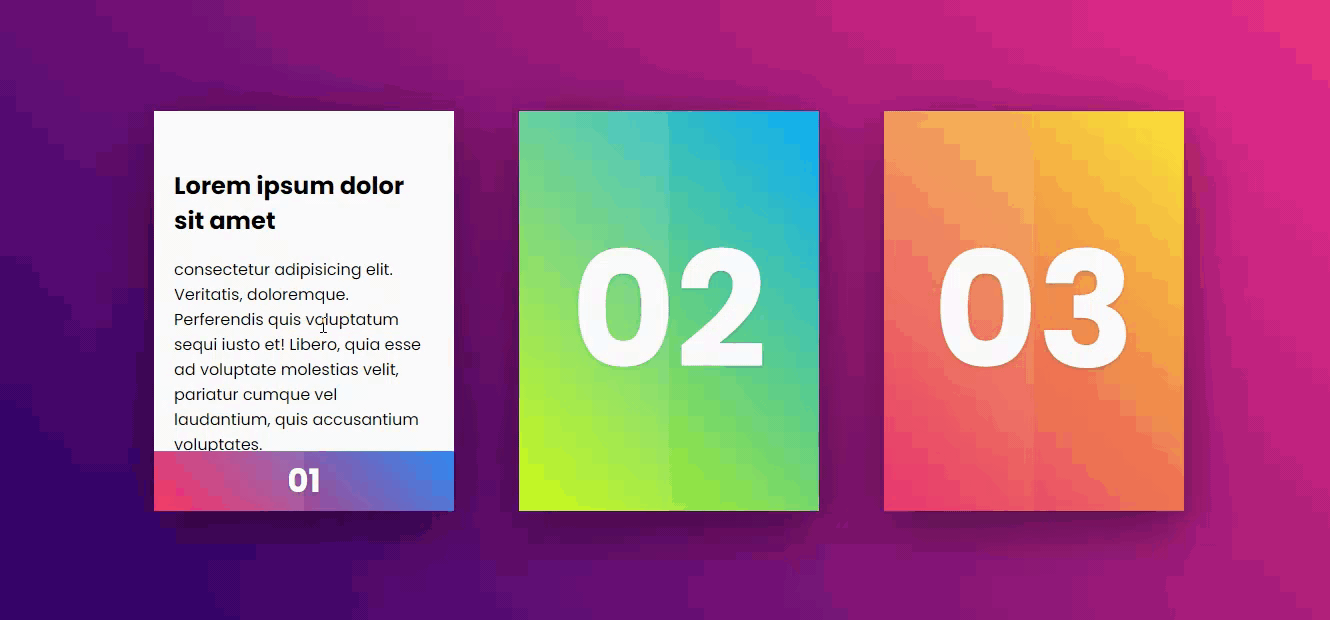 Lorem ipsum dolor
sit amet
consectetur adipisicing elit.
Veritatis, doloremque.
Perferendis quis voluptatum
sequi iusto et! Libero, quia esse
ad voluptate molestias velit,
pariatur cumque vel
laudantium, quis accusantium
voluptates.
01
02
03